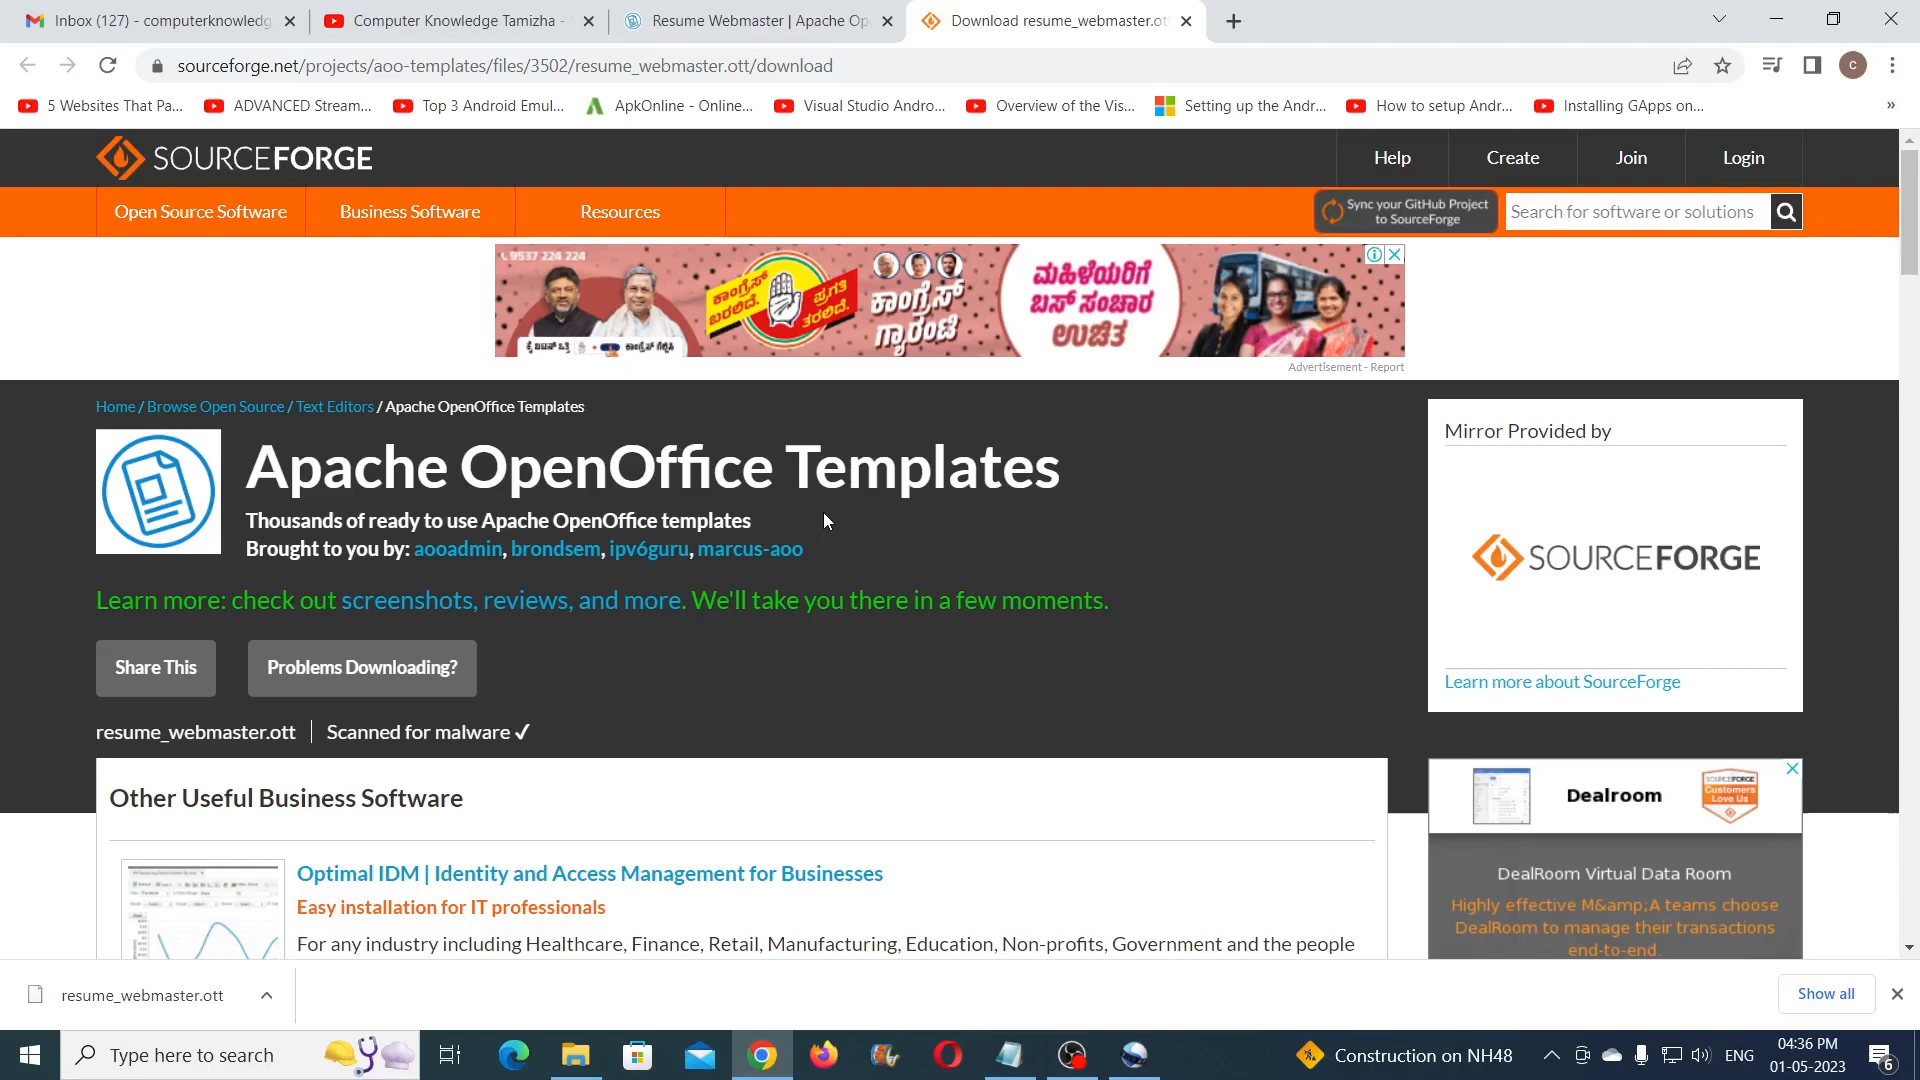 Inbox (127) - computerknowledg
Computer Knowledge Tamizha -
Resume Webmaster | Apache Op
Download resume_webmaster.ot
sourceforge.net/projects/aoo-templates/files/3502/resume_webmaster.ott/download
C
5 Websites That Pa...
ADVANCED Stream...
Top 3 Android Emul...
ApkOnline - Online...
Visual Studio Andro...
Overview of the Vis...
Setting up the Andr...
How to setup Andr...
Installing GApps on...
»
SOURCEFORGE
Help
Create
Join
Login
Open Source Software
Business Software
Resources
Sync your GitHub Project
to SourceForge
Search for software or solutions
9537 224 224
ಕಾಂಗ್ರೆಸ್
ಬರಲಿದೆ.
ಪ್ರಗತಿ
ತರಲಿದೆ.
ಕಾಂಗ್ರೆಸ್
ಗ್ಯಾರಂಟಿ
ಮಹಿಳೆಯರಿಗೆ
ಬಸ್ ಸಂಚಾರ
ಉಚಿತ
Advertisement - Report
Home / Browse Open Source / Text Editors / Apache OpenOffice Templates
Apache OpenOffice Templates
Thousands of ready to use Apache OpenOffice templates
Brought to you by: aooadmin, brondsem, ipv6guru, marcus-aoo
Learn more: check out screenshots, reviews, and more. We'll take you there in a few moments.
Share This
Problems Downloading?
resume_webmaster.ott
Scanned for malware ✓
Mirror Provided by
SOURCEFORGE
Learn more about SourceForge
Other Useful Business Software
Optimal IDM | Identity and Access Management for Businesses
Easy installation for IT professionals
For any industry including Healthcare, Finance, Retail, Manufacturing, Education, Non-profits, Government and the people
Dealroom
SOURCEFORGE
Customers
Love Us
DealRoom Virtual Data Room
Highly effective M&amp;A teams choose
DealRoom to manage their transactions
end-to-end.
resume_webmaster.ott
Show all
Type here to search
Construction on NH48
ENG
04:36 PM
01-05-2023
6